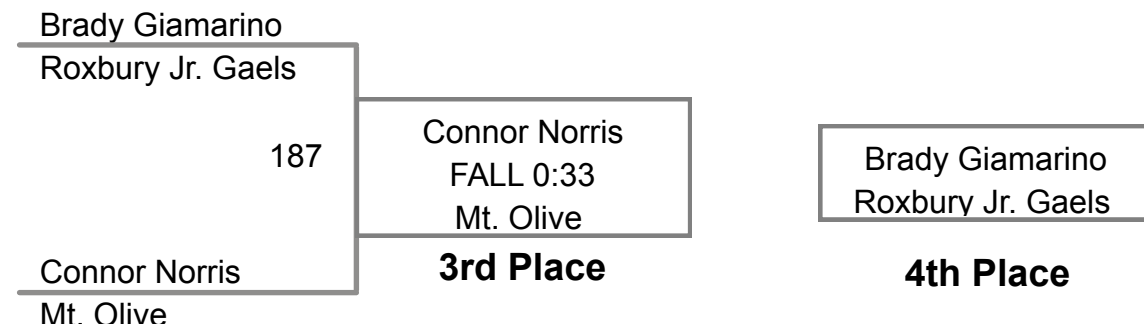 Brady Giamarino
Roxbury Jr. Gaels
187
Connor Norris
Mt. Olive
Connor Norris
FALL 0:33
Mt. Olive
3rd Place
Brady Giamarino
Roxbury Jr. Gaels
4th Place